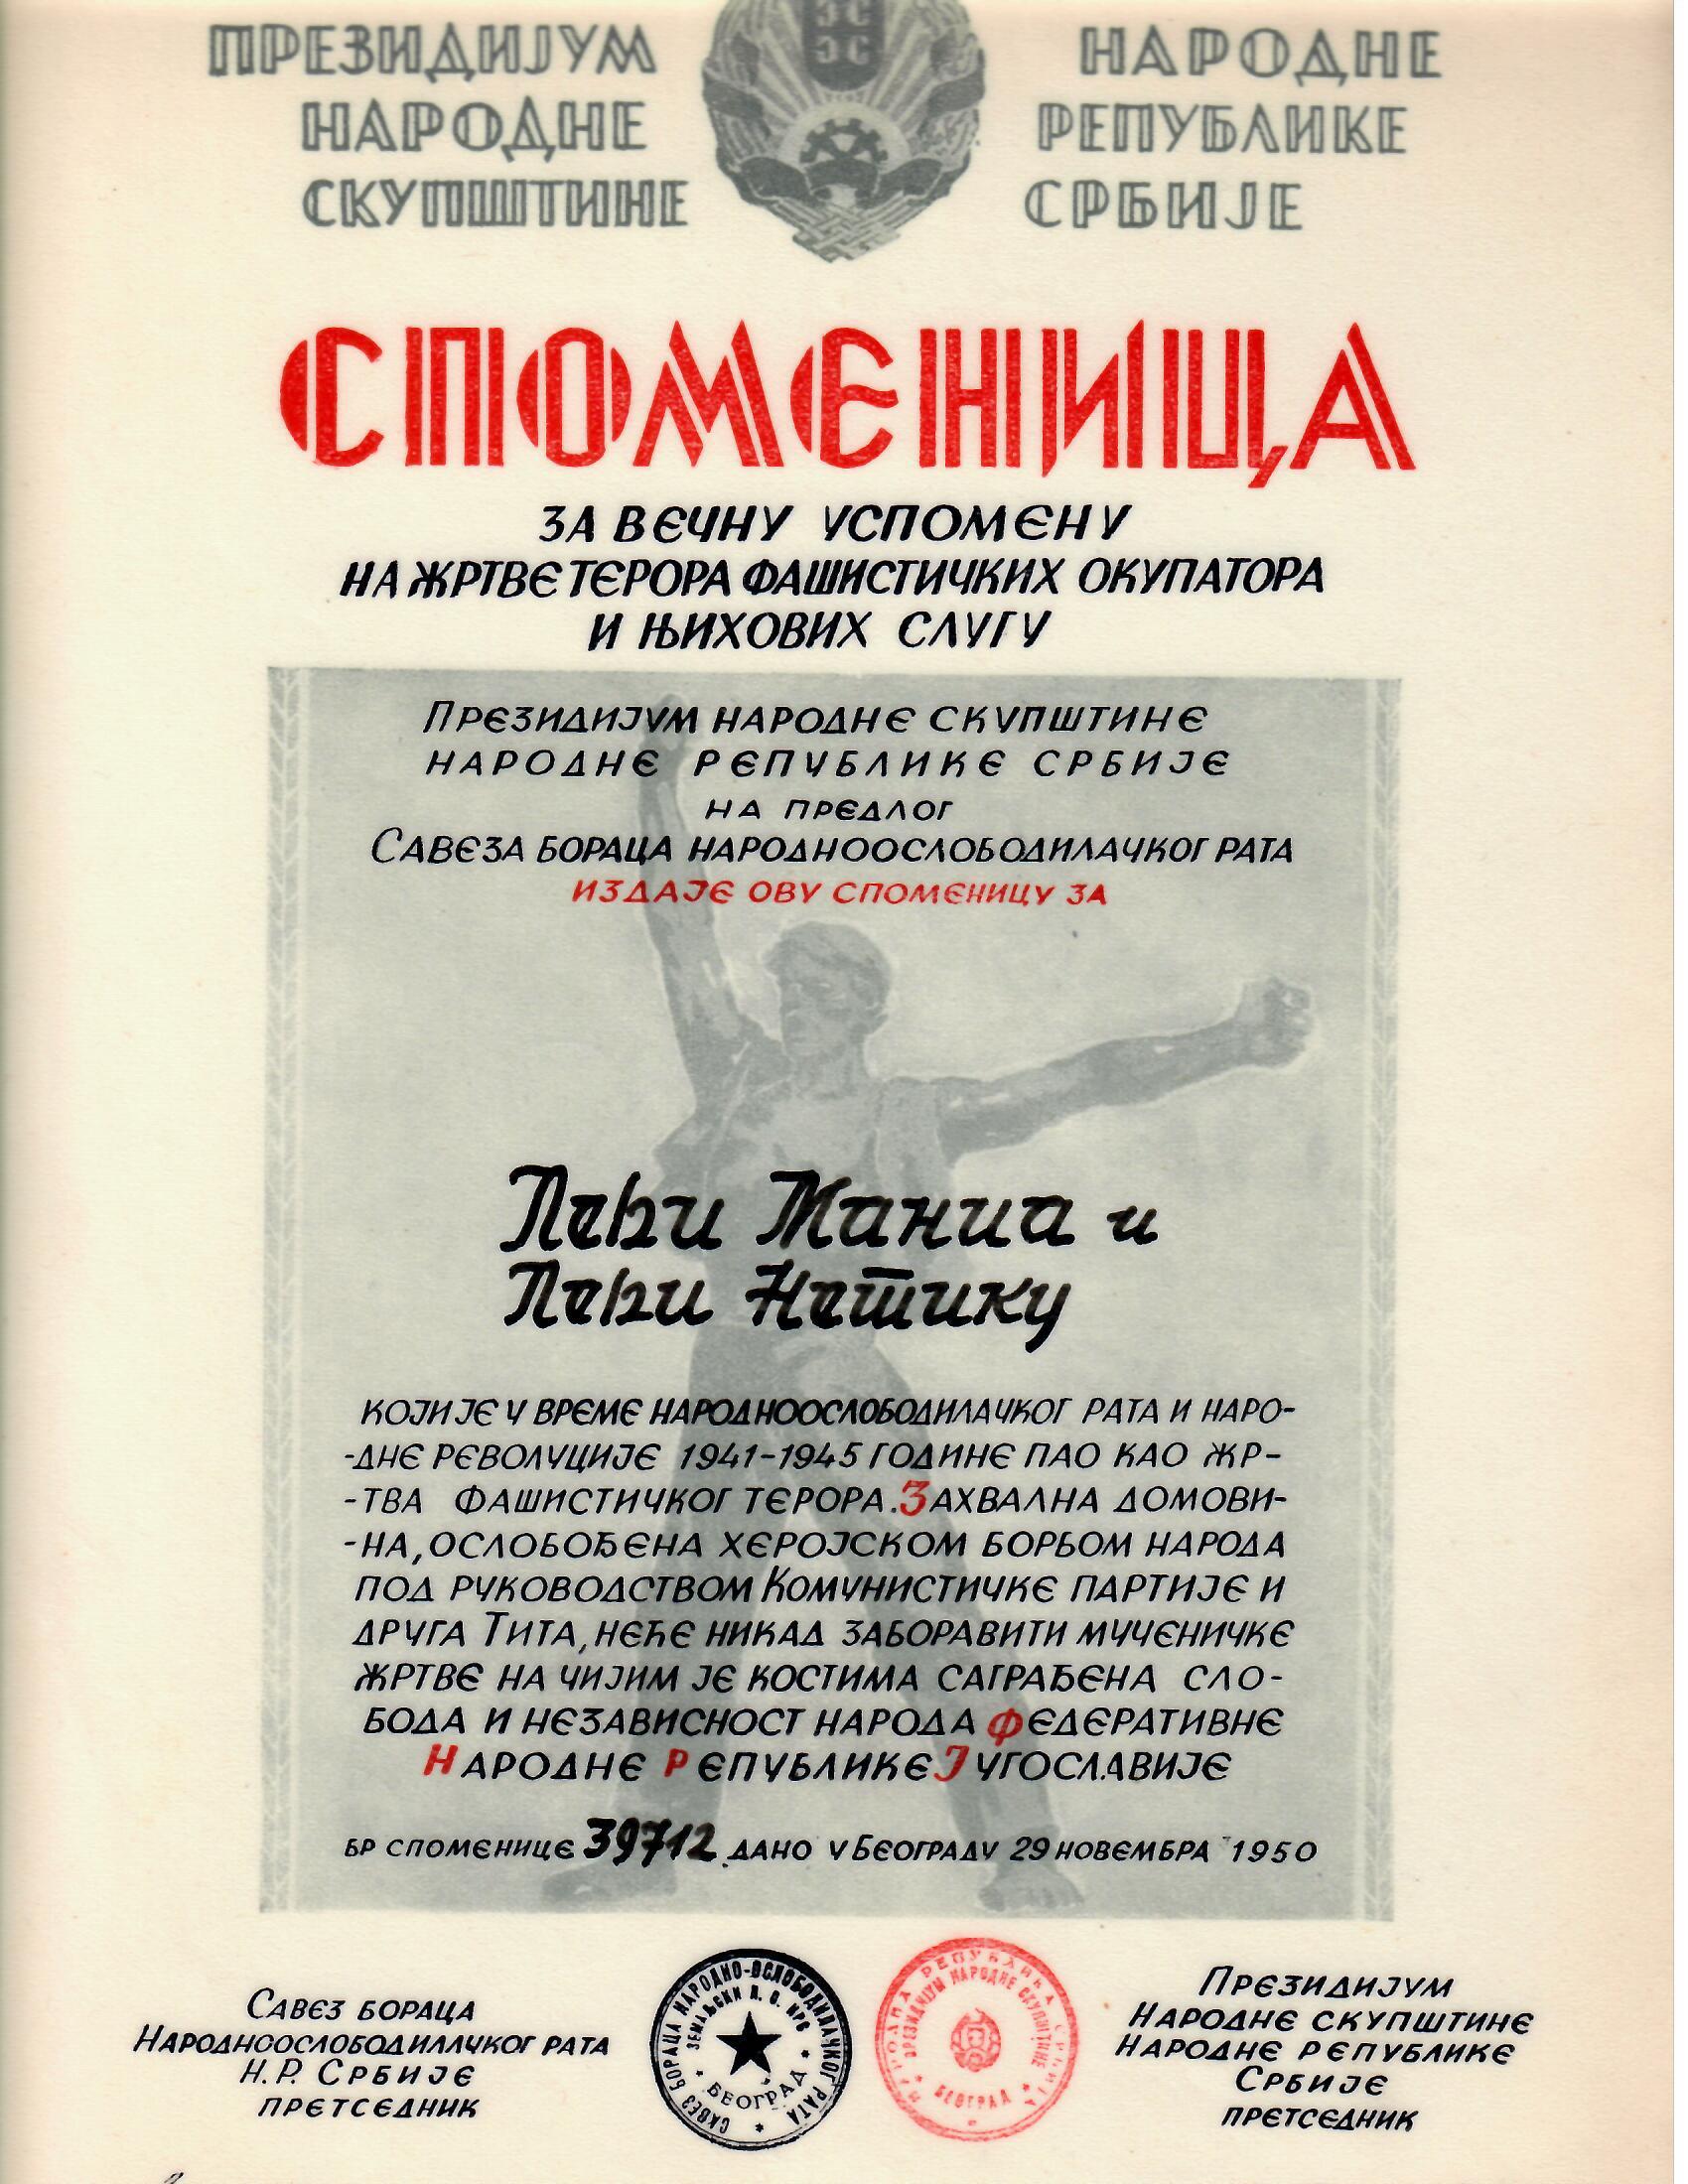 ПРЕЗИДИЈУМ
НАРОДНЕ
СКУПШТИНЕ
НАРОДНЕ
РЕПУБЛИКЕ
СРБИЈЕ
СПОМЕНИЦА
ЗА ВЕЧНУ УСПОМЕНУ
НА ЖРТВЕ ТЕРОРА ФАШИСТИЧКИХ ОКУПАТОРА
И ЊИХОВИХ СЛУГУ
ПРЕЗИДИЈУМ НАРОДНЕ СКУПШТИНЕ
НАРОДНЕ РЕПУБЛИКЕ СРБИЈЕ
НА ПРЕДЛОГ
САВЕЗА БОРАЦА НАРОДНООСЛОБОДИЛАЧКОГ РАТА
ИЗДАЈЕ ОВУ СПОМЕНИЦУ ЗА
Леви Маниа и
Леви Нетику
КОЈИ ЈЕ У ВРЕМЕ НАРОДНООСЛОБОДИЛАЧКОГ РАТА И НАРО-
-ДНЕ РЕВОЛУЦИЈЕ 1941-1945 ГОДИНЕ ПАО КАО ЖР-
-ТВА ФАШИСТИЧКОГ ТЕРОРА. ЗАХВАЛНА ДОМОВИ-
-НА, ОСЛОБОЂЕНА ХЕРОЈСКОМ БОРБОМ НАРОДА
ПОД РУКОВОДСТВОМ КОМУНИСТИЧКЕ ПАРТИЈЕ И
ДРУГА ТИТА, НЕЋЕ НИКАД ЗАБОРАВИТИ МУЧЕНИЧКЕ
ЖРТВЕ НА ЧИЈИМ ЈЕ КОСТИМА САГРАЂЕНА СЛО-
БОДА И НЕЗАВИСНОСТ НАРОДА ФЕДЕРАТИВНЕ
НАРОДНЕ РЕПУБЛИКЕ ЈУГОСЛАВИЈЕ
БР СПОМЕНИЦЕ 39712 ДАНО У БЕОГРАДУ 29 НОВЕМБРА 1950
САВЕЗ БОРАЦА
НАРОДНООСЛОБОДИЛАЧКОГ РАТА
Н. Р. СРБИЈЕ
ПРЕТСЕДНИК
САВЕЗ БОРАЦА НАРОДНО-ОСЛОБОДИЛАЧКОГ РАТА
ЗЕМАЉСКИ О. НРС
БЕОГРАД
РЕПУБЛИКА СРБИЈА
ПРЕЗИДИЈУМ НАРОДНЕ СКУПШТИНЕ
БЕОГРАД
ПРЕЗИДИЈУМ
НАРОДНЕ СКУПШТИНЕ
НАРОДНЕ РЕПУБЛИКЕ
СРБИЈЕ
ПРЕТСЕДНИК